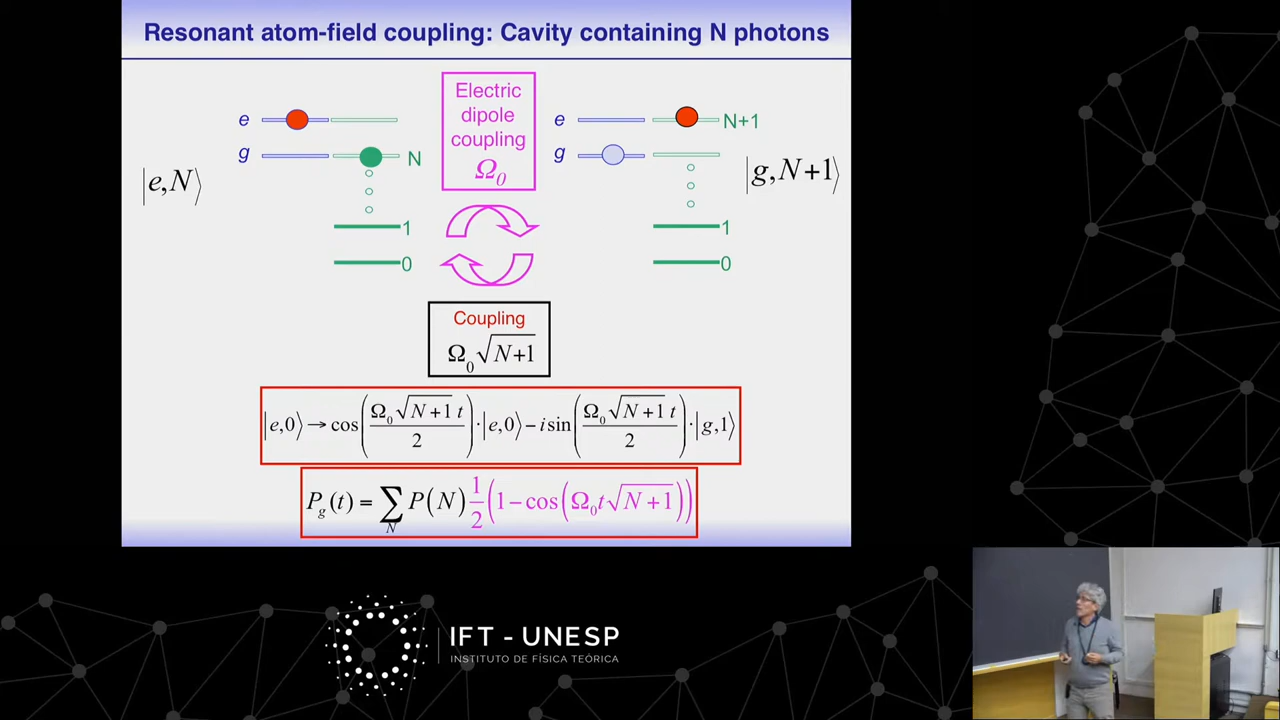 Resonant atom-field coupling: Cavity containing N photons
Electric
dipole
coupling
Ω₀
e
g
N
|e,N⟩
1
0
e
g
N+1
|g,N+1⟩
1
0
Coupling
Ω₀√(N+1)
|e,0⟩ → cos(Ω₀√(N+1) t / 2)·|e,0⟩ – i sin(Ω₀√(N+1) t / 2)·|g,1⟩
P_g(t) = ∑_N P(N) 1/2 (1 – cos(Ω₀t√(N+1)))
IFT - UNESP
INSTITUTO DE FÍSICA TEÓRICA